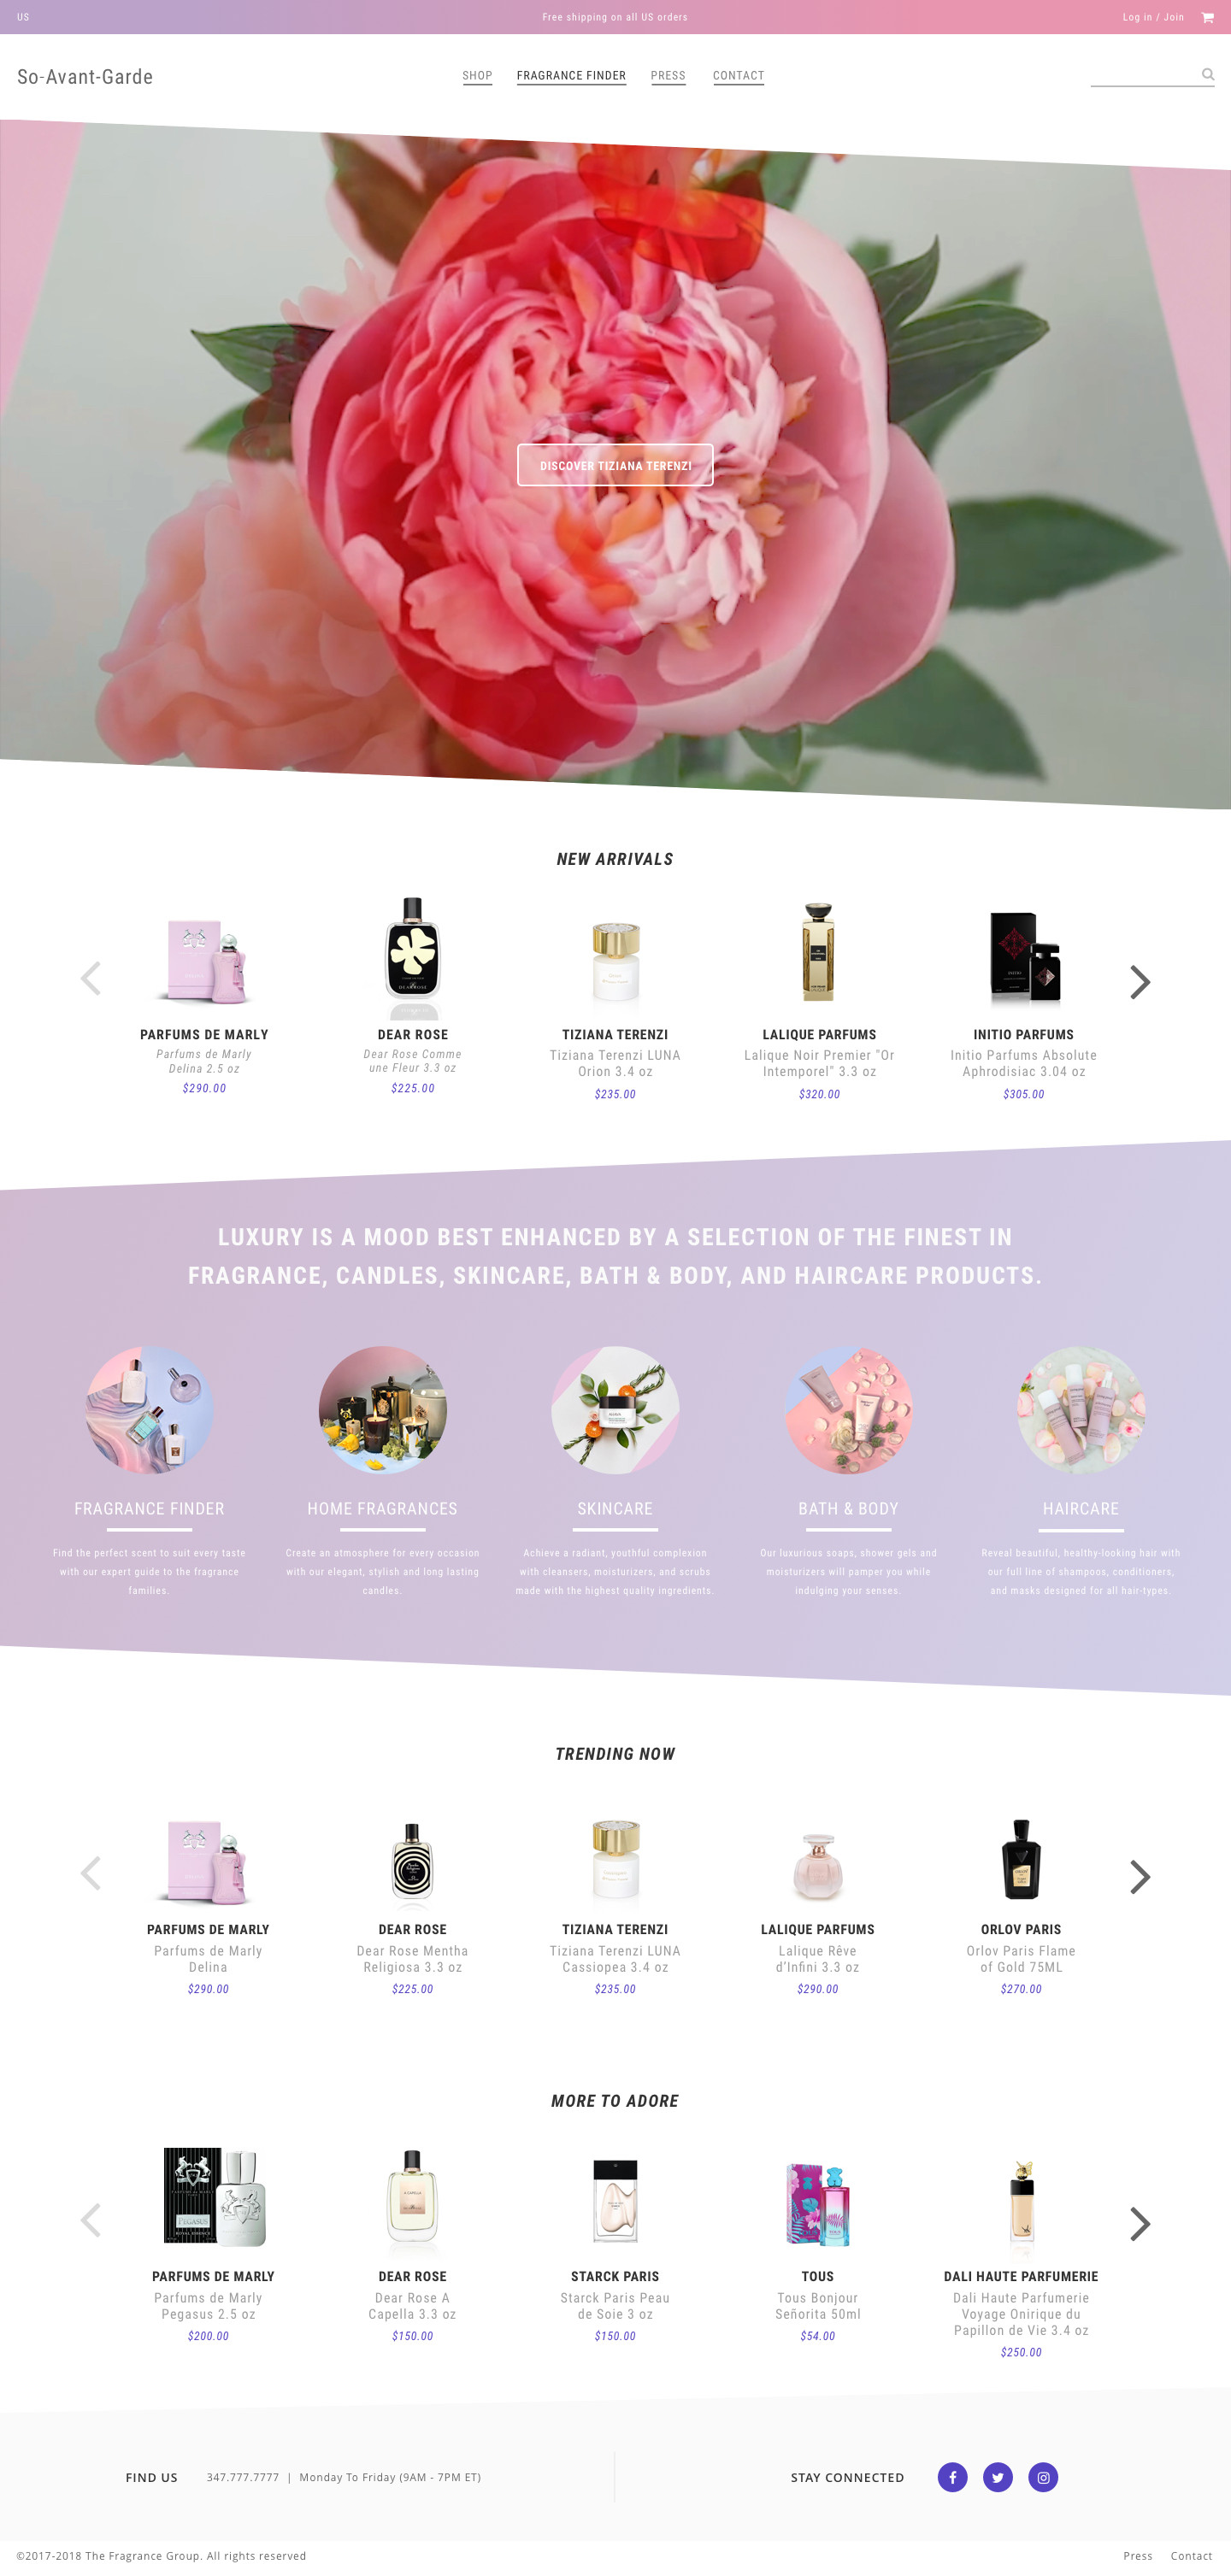 US
Free shipping on all US orders
Log in / Join
So-Avant-Garde
SHOP
FRAGRANCE FINDER
PRESS
CONTACT
DISCOVER TIZIANA TERENZI
NEW ARRIVALS
PARFUMS DE MARLY
Parfums de Marly
Delina 2.5 oz
$290.00
DEAR ROSE
Dear Rose Comme
une Fleur 3.3 oz
$225.00
TIZIANA TERENZI
Tiziana Terenzi LUNA
Orion 3.4 oz
$235.00
LALIQUE PARFUMS
Lalique Noir Premier "Or
Intemporel" 3.3 oz
$320.00
INITIO PARFUMS
Initio Parfums Absolute
Aphrodisiac 3.04 oz
$305.00
LUXURY IS A MOOD BEST ENHANCED BY A SELECTION OF THE FINEST IN
FRAGRANCE, CANDLES, SKINCARE, BATH & BODY, AND HAIRCARE PRODUCTS.
FRAGRANCE FINDER
Find the perfect scent to suit every taste
with our expert guide to the fragrance
families.
HOME FRAGRANCES
Create an atmosphere for every occasion
with our elegant, stylish and long lasting
candles.
SKINCARE
Achieve a radiant, youthful complexion
with cleansers, moisturizers, and scrubs
made with the highest quality ingredients.
BATH & BODY
Our luxurious soaps, shower gels and
moisturizers will pamper you while
indulging your senses.
HAIRCARE
Reveal beautiful, healthy-looking hair with
our full line of shampoos, conditioners,
and masks designed for all hair-types.
TRENDING NOW
PARFUMS DE MARLY
Parfums de Marly
Delina
$290.00
DEAR ROSE
Dear Rose Mentha
Religiosa 3.3 oz
$225.00
TIZIANA TERENZI
Tiziana Terenzi LUNA
Cassiopea 3.4 oz
$235.00
LALIQUE PARFUMS
Lalique Rêve
d'Infini 3.3 oz
$290.00
ORLOV PARIS
Orlov Paris Flame
of Gold 75ML
$270.00
MORE TO ADORE
PARFUMS DE MARLY
Parfums de Marly
Pegasus 2.5 oz
$200.00
DEAR ROSE
Dear Rose A
Capella 3.3 oz
$150.00
STARCK PARIS
Starck Paris Peau
de Soie 3 oz
$150.00
TOUS
Tous Bonjour
Señorita 50ml
$54.00
DALI HAUTE PARFUMERIE
Dali Haute Parfumerie
Voyage Onirique du
Papillon de Vie 3.4 oz
$250.00
FIND US
347.777.7777 | Monday To Friday (9AM - 7PM ET)
STAY CONNECTED
©2017-2018 The Fragrance Group. All rights reserved
Press
Contact